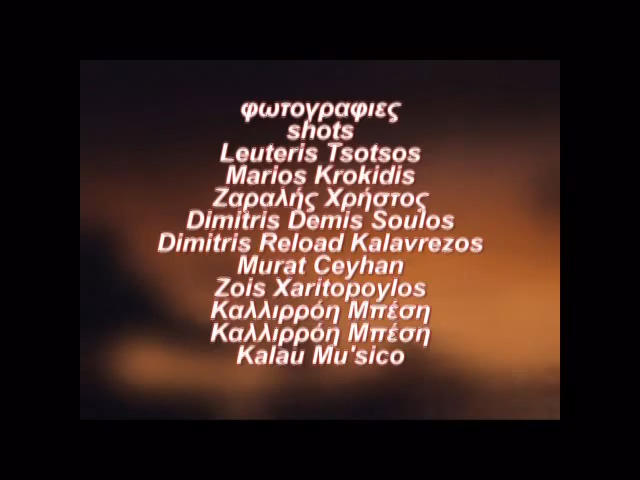 φωτογραφιες
shots
Leuteris Tsotsos
Marios Krokidis
Ζαραλής Χρήστος
Dimitris Demis Soulos
Dimitris Reload Kalavrezos
Murat Ceyhan
Zois Xaritopoylos
Καλλιρρόη Μπέση
Καλλιρρόη Μπέση
Kalau Mu'sico